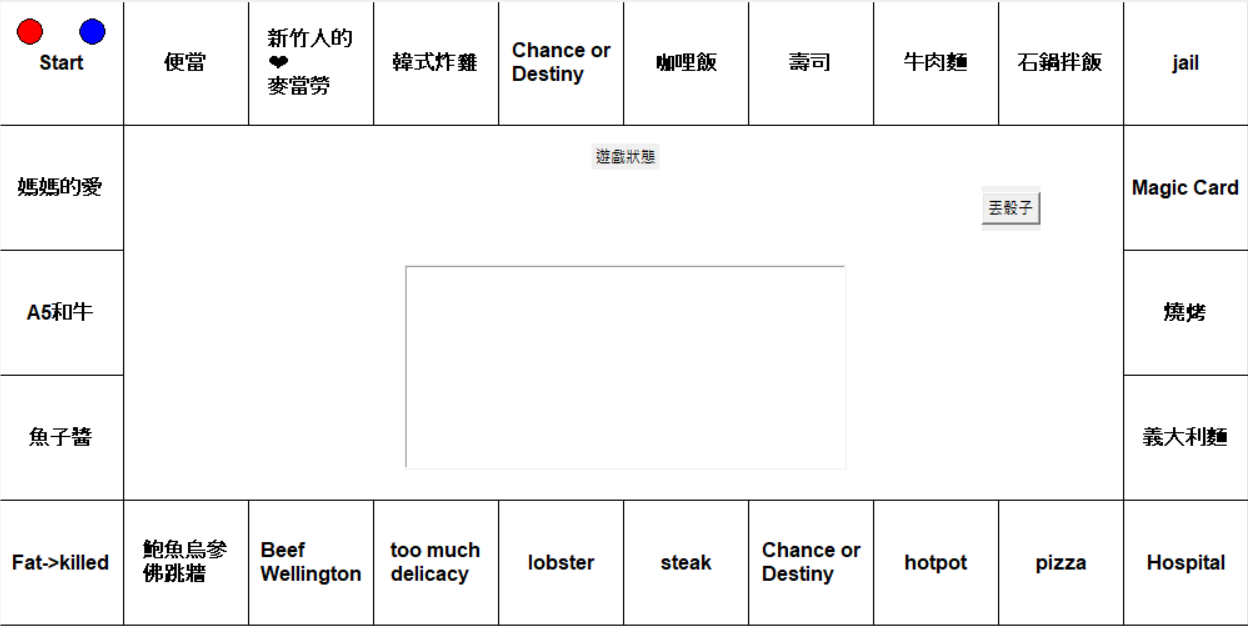 Start
便當
新竹人的
❤
麥當勞
韓式炸雞
Chance or
Destiny
咖哩飯
壽司
牛肉麵
石鍋拌飯
jail
遊戲狀態
媽媽的愛
丟骰子
Magic Card
A5和牛
燒烤
魚子醬
義大利麵
Fat->killed
鮑魚烏參
佛跳牆
Beef
Wellington
too much
delicacy
lobster
steak
Chance or
Destiny
hotpot
pizza
Hospital